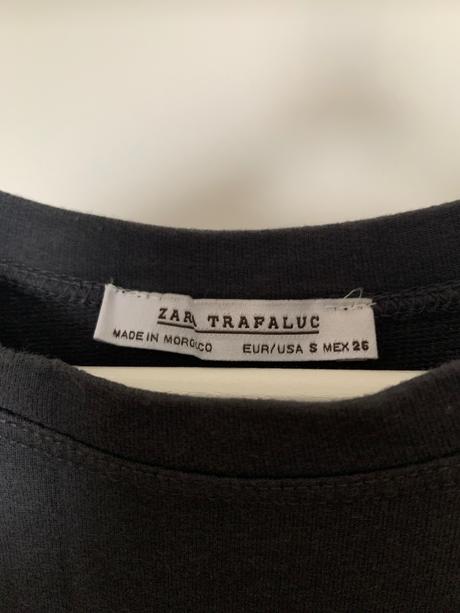 ZARA TRAFALUC
MADE IN MOROCCO EUR/USA S MEX 26